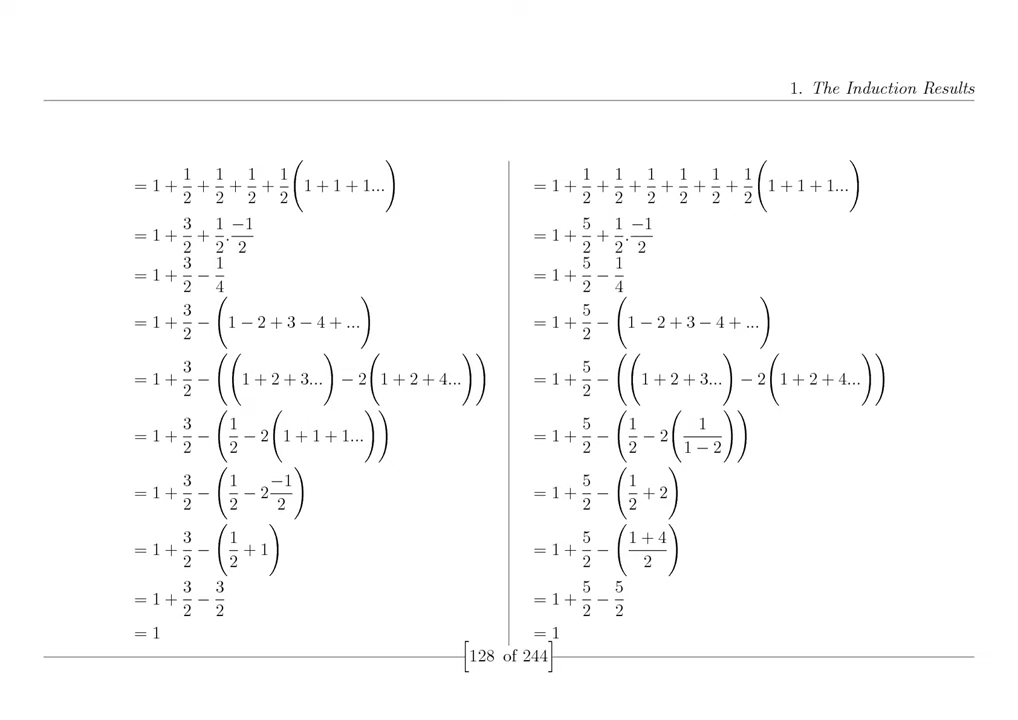 1. The Induction Results
= 1 + 1/2 + 1/2 + 1/2 + 1/2(1 + 1 + 1...)
= 1 + 3/2 + 1/2 . −1/2
= 1 + 3/2 − 1/4
= 1 + 3/2 − (1 − 2 + 3 − 4 + ...)
= 1 + 3/2 − ((1 + 2 + 3...) − 2(1 + 2 + 4...))
= 1 + 3/2 − (1/2 − 2(1 + 1 + 1...))
= 1 + 3/2 − (1/2 − 2 −1/2)
= 1 + 3/2 − (1/2 + 1)
= 1 + 3/2 − 3/2
= 1
= 1 + 1/2 + 1/2 + 1/2 + 1/2 + 1/2 + 1/2(1 + 1 + 1...)
= 1 + 5/2 + 1/2 . −1/2
= 1 + 5/2 − 1/4
= 1 + 5/2 − (1 − 2 + 3 − 4 + ...)
= 1 + 5/2 − ((1 + 2 + 3...) − 2(1 + 2 + 4...))
= 1 + 5/2 − (1/2 − 2(1/(1 − 2)))
= 1 + 5/2 − (1/2 + 2)
= 1 + 5/2 − ((1 + 4)/2)
= 1 + 5/2 − 5/2
= 1
[128 of 244]